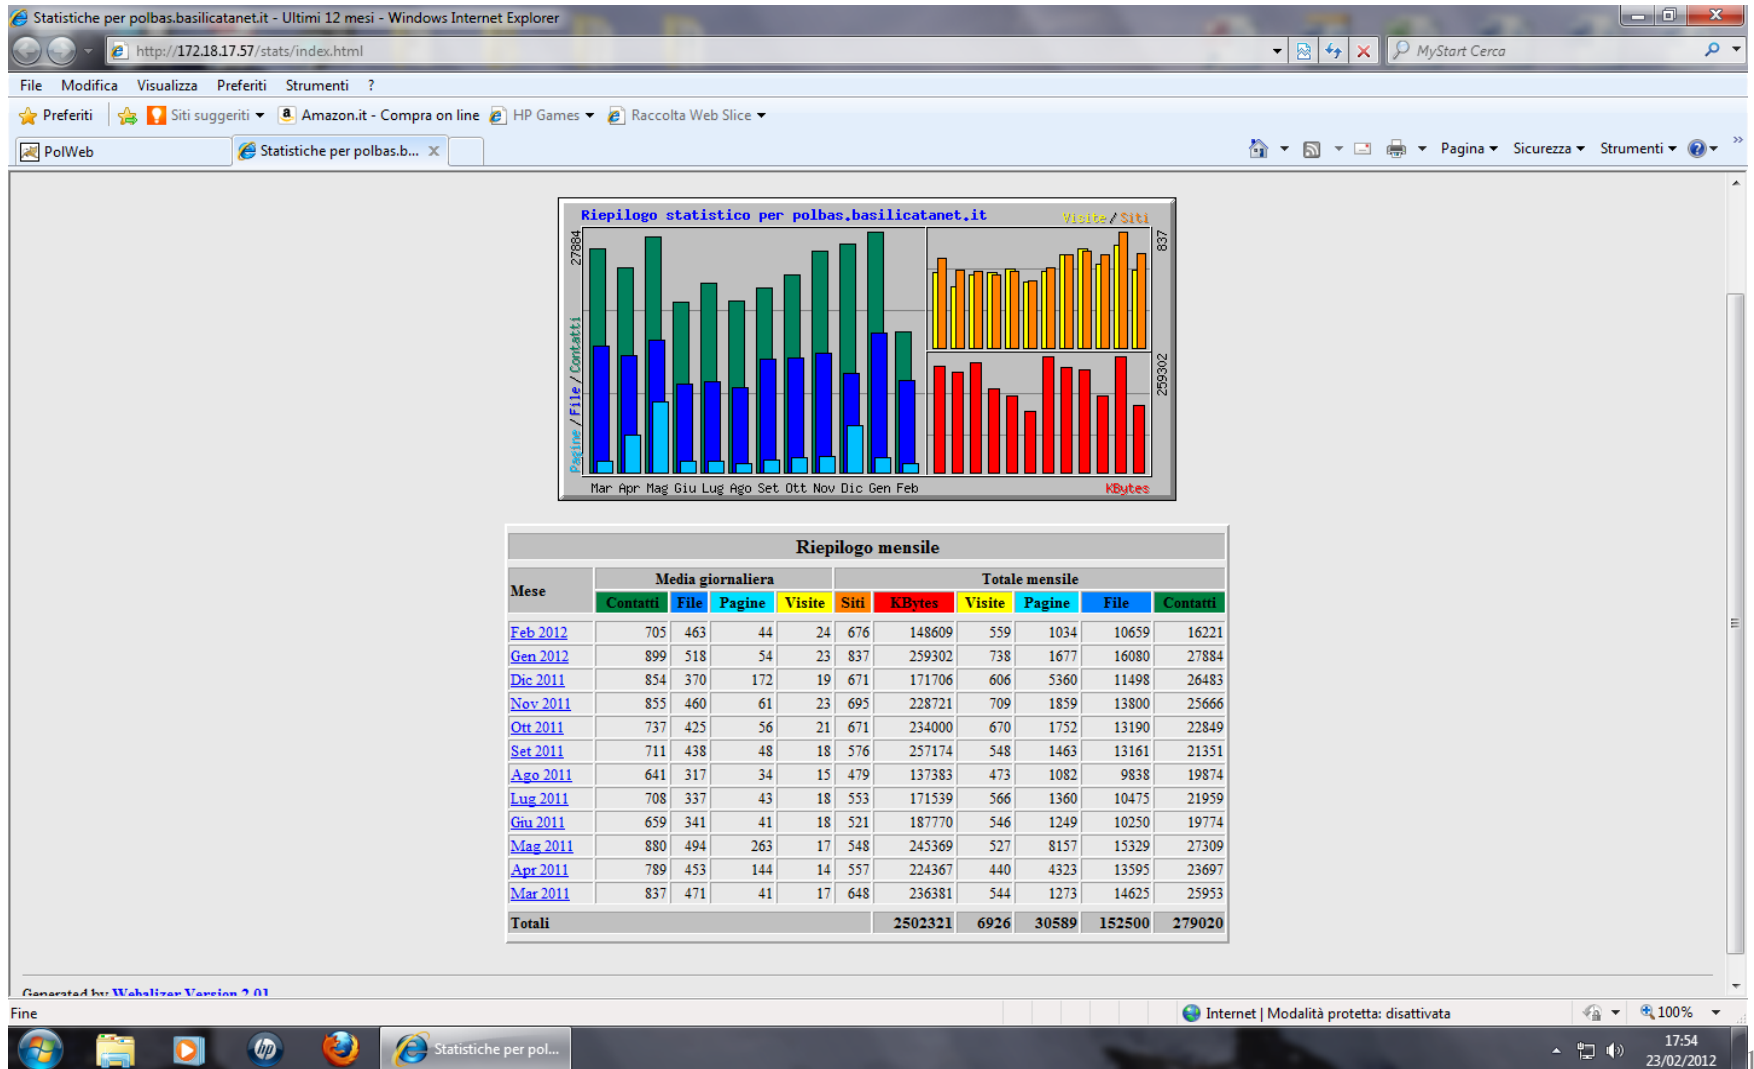 Statistiche per polbas.basilicatanet.it - Ultimi 12 mesi - Windows Internet Explorer
http://172.18.17.57/stats/index.html
MyStart Cerca
File Modifica Visualizza Preferiti Strumenti ?
Preferiti Siti suggeriti Amazon.it - Compra on line HP Games Raccolta Web Slice
PolWeb Statistiche per polbas.b... X Pagina Sicurezza Strumenti
Riepilogo statistico per polbas.basilicatanet.it Visite / Siti
27884
837
Pagine / File / Contatti
259302
Mar Apr Mag Giu Lug Ago Set Ott Nov Dic Gen Feb KBytes
Riepilogo mensile
Mese Media giornaliera Totale mensile
Contatti File Pagine Visite Siti KBytes Visite Pagine File Contatti
Feb 2012 705 463 44 24 676 148609 559 1034 10659 16221
Gen 2012 899 518 54 23 837 259302 738 1677 16080 27884
Dic 2011 854 370 172 19 671 171706 606 5360 11498 26483
Nov 2011 855 460 61 23 695 228721 709 1859 13800 25666
Ott 2011 737 425 56 21 671 234000 670 1752 13190 22849
Set 2011 711 438 48 18 576 257174 548 1463 13161 21351
Ago 2011 641 317 34 15 479 137383 473 1082 9838 19874
Lug 2011 708 337 43 18 553 171539 566 1360 10475 21959
Giu 2011 659 341 41 18 521 187770 546 1249 10250 19774
Mag 2011 880 494 263 17 548 245369 527 8157 15329 27309
Apr 2011 789 453 144 14 557 224367 440 4323 13595 23697
Mar 2011 837 471 41 17 648 236381 544 1273 14625 25953
Totali 2502321 6926 30589 152500 279020
Generated by Webalizer Version 2.01
Fine Internet | Modalità protetta: disattivata 100%
Statistiche per pol...
17:54
23/02/2012
1